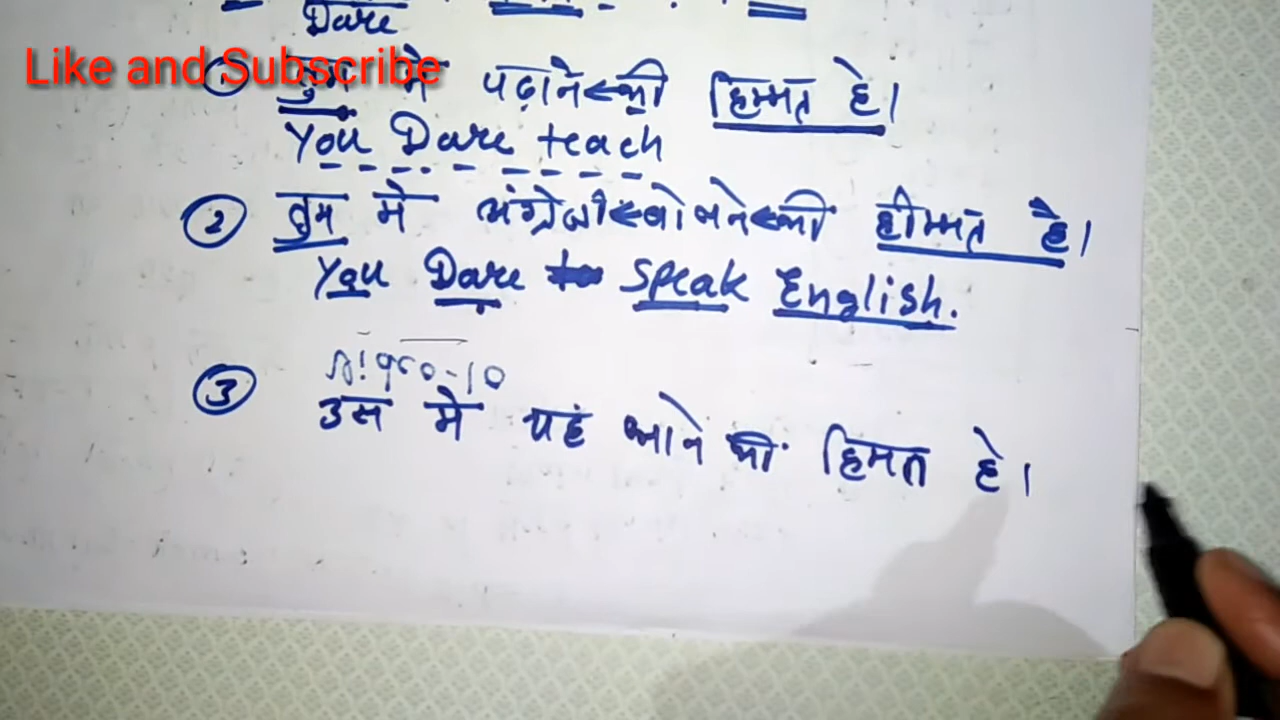 Dare
Like and Subscribe
① तुम मे पढ़ाने की हिम्मत है।
You Dare teach
② तुम मे अंग्रेजी बोलने की हीम्मत है।
You Dare Speak English.
③ उस मे यहं आने की हिमत है।